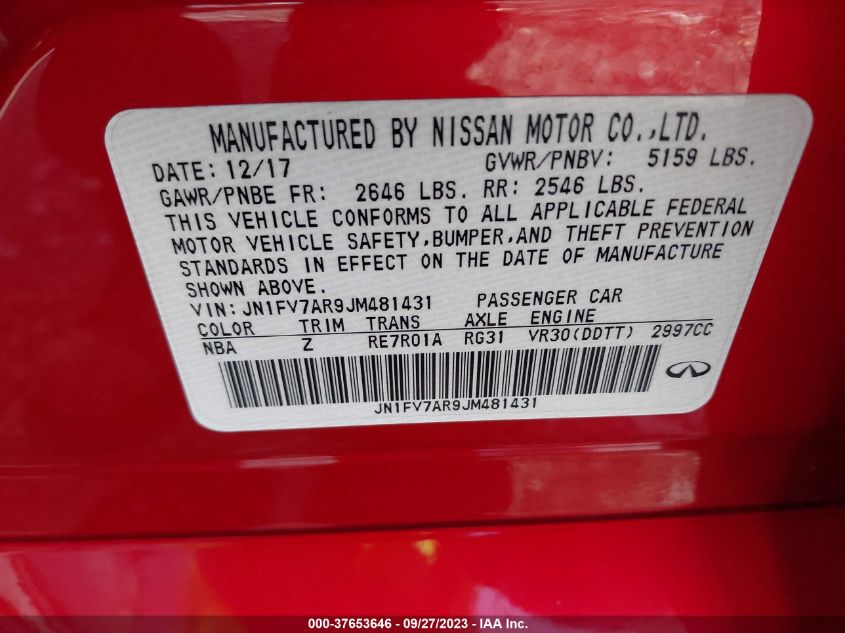 MANUFACTURED BY NISSAN MOTOR CO.,LTD.
DATE: 12/17 GVWR/PNBV: 5159 LBS.
GAWR/PNBE FR: 2646 LBS. RR: 2546 LBS.
THIS VEHICLE CONFORMS TO ALL APPLICABLE FEDERAL
MOTOR VEHICLE SAFETY,BUMPER,AND THEFT PREVENTION
STANDARDS IN EFFECT ON THE DATE OF MANUFACTURE
SHOWN ABOVE.
VIN: JN1FV7AR9JM481431 PASSENGER CAR
COLOR TRIM TRANS AXLE ENGINE
NBA Z RE7R01A RG31 VR30(DDTT) 2997CC
JN1FV7AR9JM481431
000-37653646 - 09/27/2023 - IAA Inc.